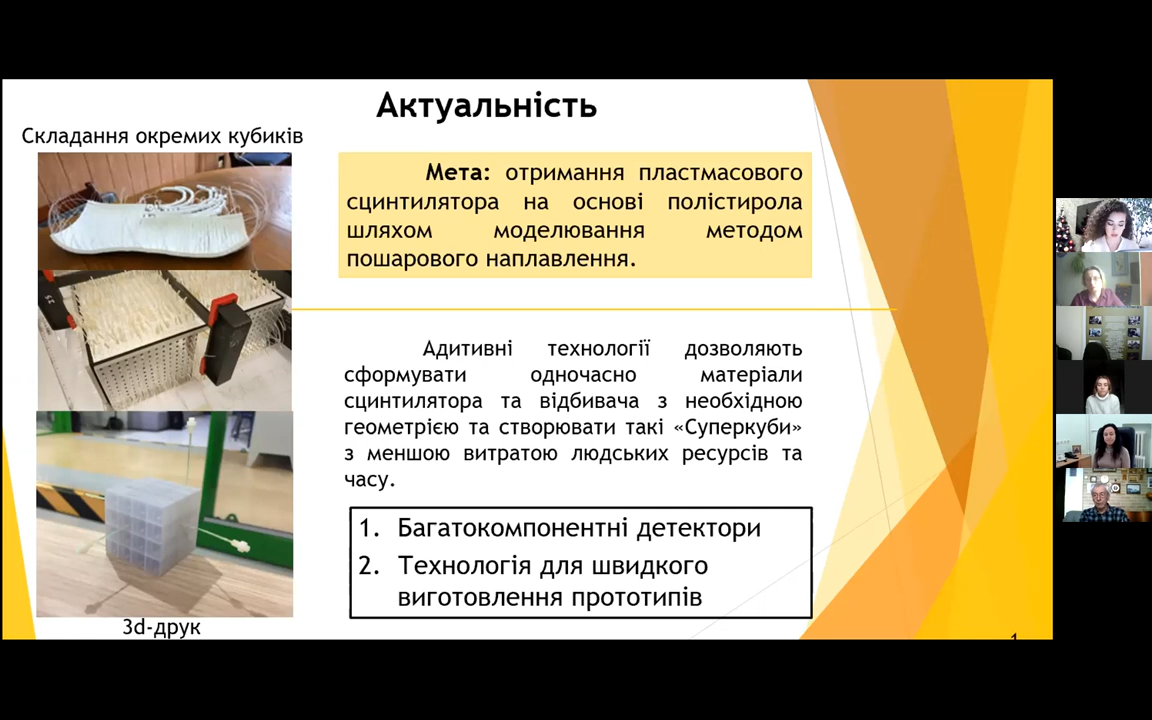 Актуальність
Складання окремих кубиків
Мета: отримання пластмасового
сцинтилятора на основі полістирола
шляхом моделювання методом
пошарового наплавлення.
Адитивні технології дозволяють
сформувати одночасно матеріали
сцинтилятора та відбивача з необхідною
геометрією та створювати такі «Суперкуби»
з меншою витратою людських ресурсів та
часу.
1. Багатокомпонентні детектори
2. Технологія для швидкого
виготовлення прототипів
3d-друк
1